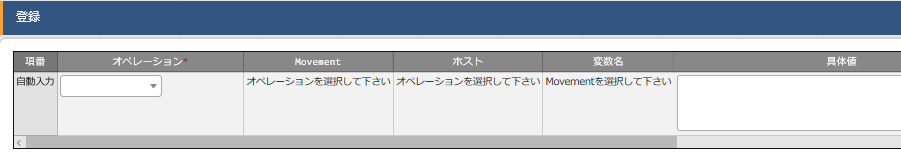 登録
項番 オペレーション* Movement ホスト 変数名 具体値
自動入力 オペレーションを選択して下さい オペレーションを選択して下さい Movementを選択して下さい